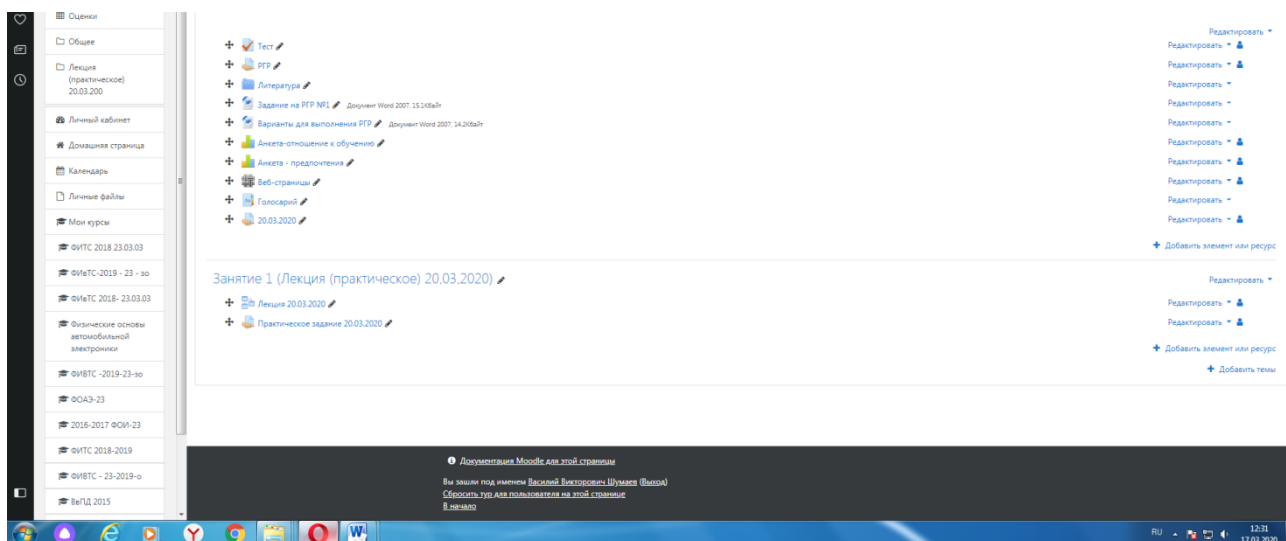 Оценки
Общее
Лекция
(практическое)
20.03.200
Личный кабинет
Домашняя страница
Календарь
Личные файлы
Мои курсы
ФИТС 2018 23.03.03
ФИвТС-2019 - 23 - зо
ФИвТС 2018- 23.03.03
Физические основы
автомобильной
электроники
ФИВТС -2019-23-зо
ФОАЭ-23
2016-2017 ФОИ-23
ФИТС 2018-2019
ФИВТС - 23-2019-о
ВеПД 2015
Редактировать
Тест Редактировать
РГР Редактировать
Литература Редактировать
Задание на РГР №1 Документ Word 2007, 15.1Кбайт Редактировать
Варианты для выполнения РГР Документ Word 2007, 14.2Кбайт Редактировать
Анкета-отношение к обучению Редактировать
Анкета - предпочтения Редактировать
Веб-страницы Редактировать
Голосарий Редактировать
20.03.2020 Редактировать
Добавить элемент или ресурс
Занятие 1 (Лекция (практическое) 20.03.2020) Редактировать
Лекция 20.03.2020 Редактировать
Практическое задание 20.03.2020 Редактировать
Добавить элемент или ресурс
Добавить темы
Документация Moodle для этой страницы
Вы зашли под именем Василий Викторович Шумаев (Выход)
Сбросить тур для пользователя на этой странице
В начало
RU
12:31
17.03.2020